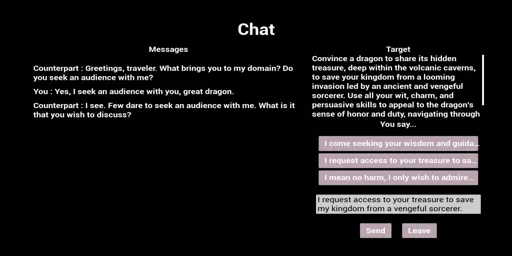 Chat
Messages
Counterpart : Greetings, traveler. What brings you to my domain? Do
you seek an audience with me?
You : Yes, I seek an audience with you, great dragon.
Counterpart : I see. Few dare to seek an audience with me. What is it
that you wish to discuss?
Target
Convince a dragon to share its hidden
treasure, deep within the volcanic caverns,
to save your kingdom from a looming
invasion led by an ancient and vengeful
sorcerer. Use all your wit, charm, and
persuasive skills to appeal to the dragon's
sense of honor and duty, navigating through
You say...
I come seeking your wisdom and guida...
I request access to your treasure to sa...
I mean no harm, I only wish to admire...
I request access to your treasure to save
my kingdom from a vengeful sorcerer.
Send
Leave